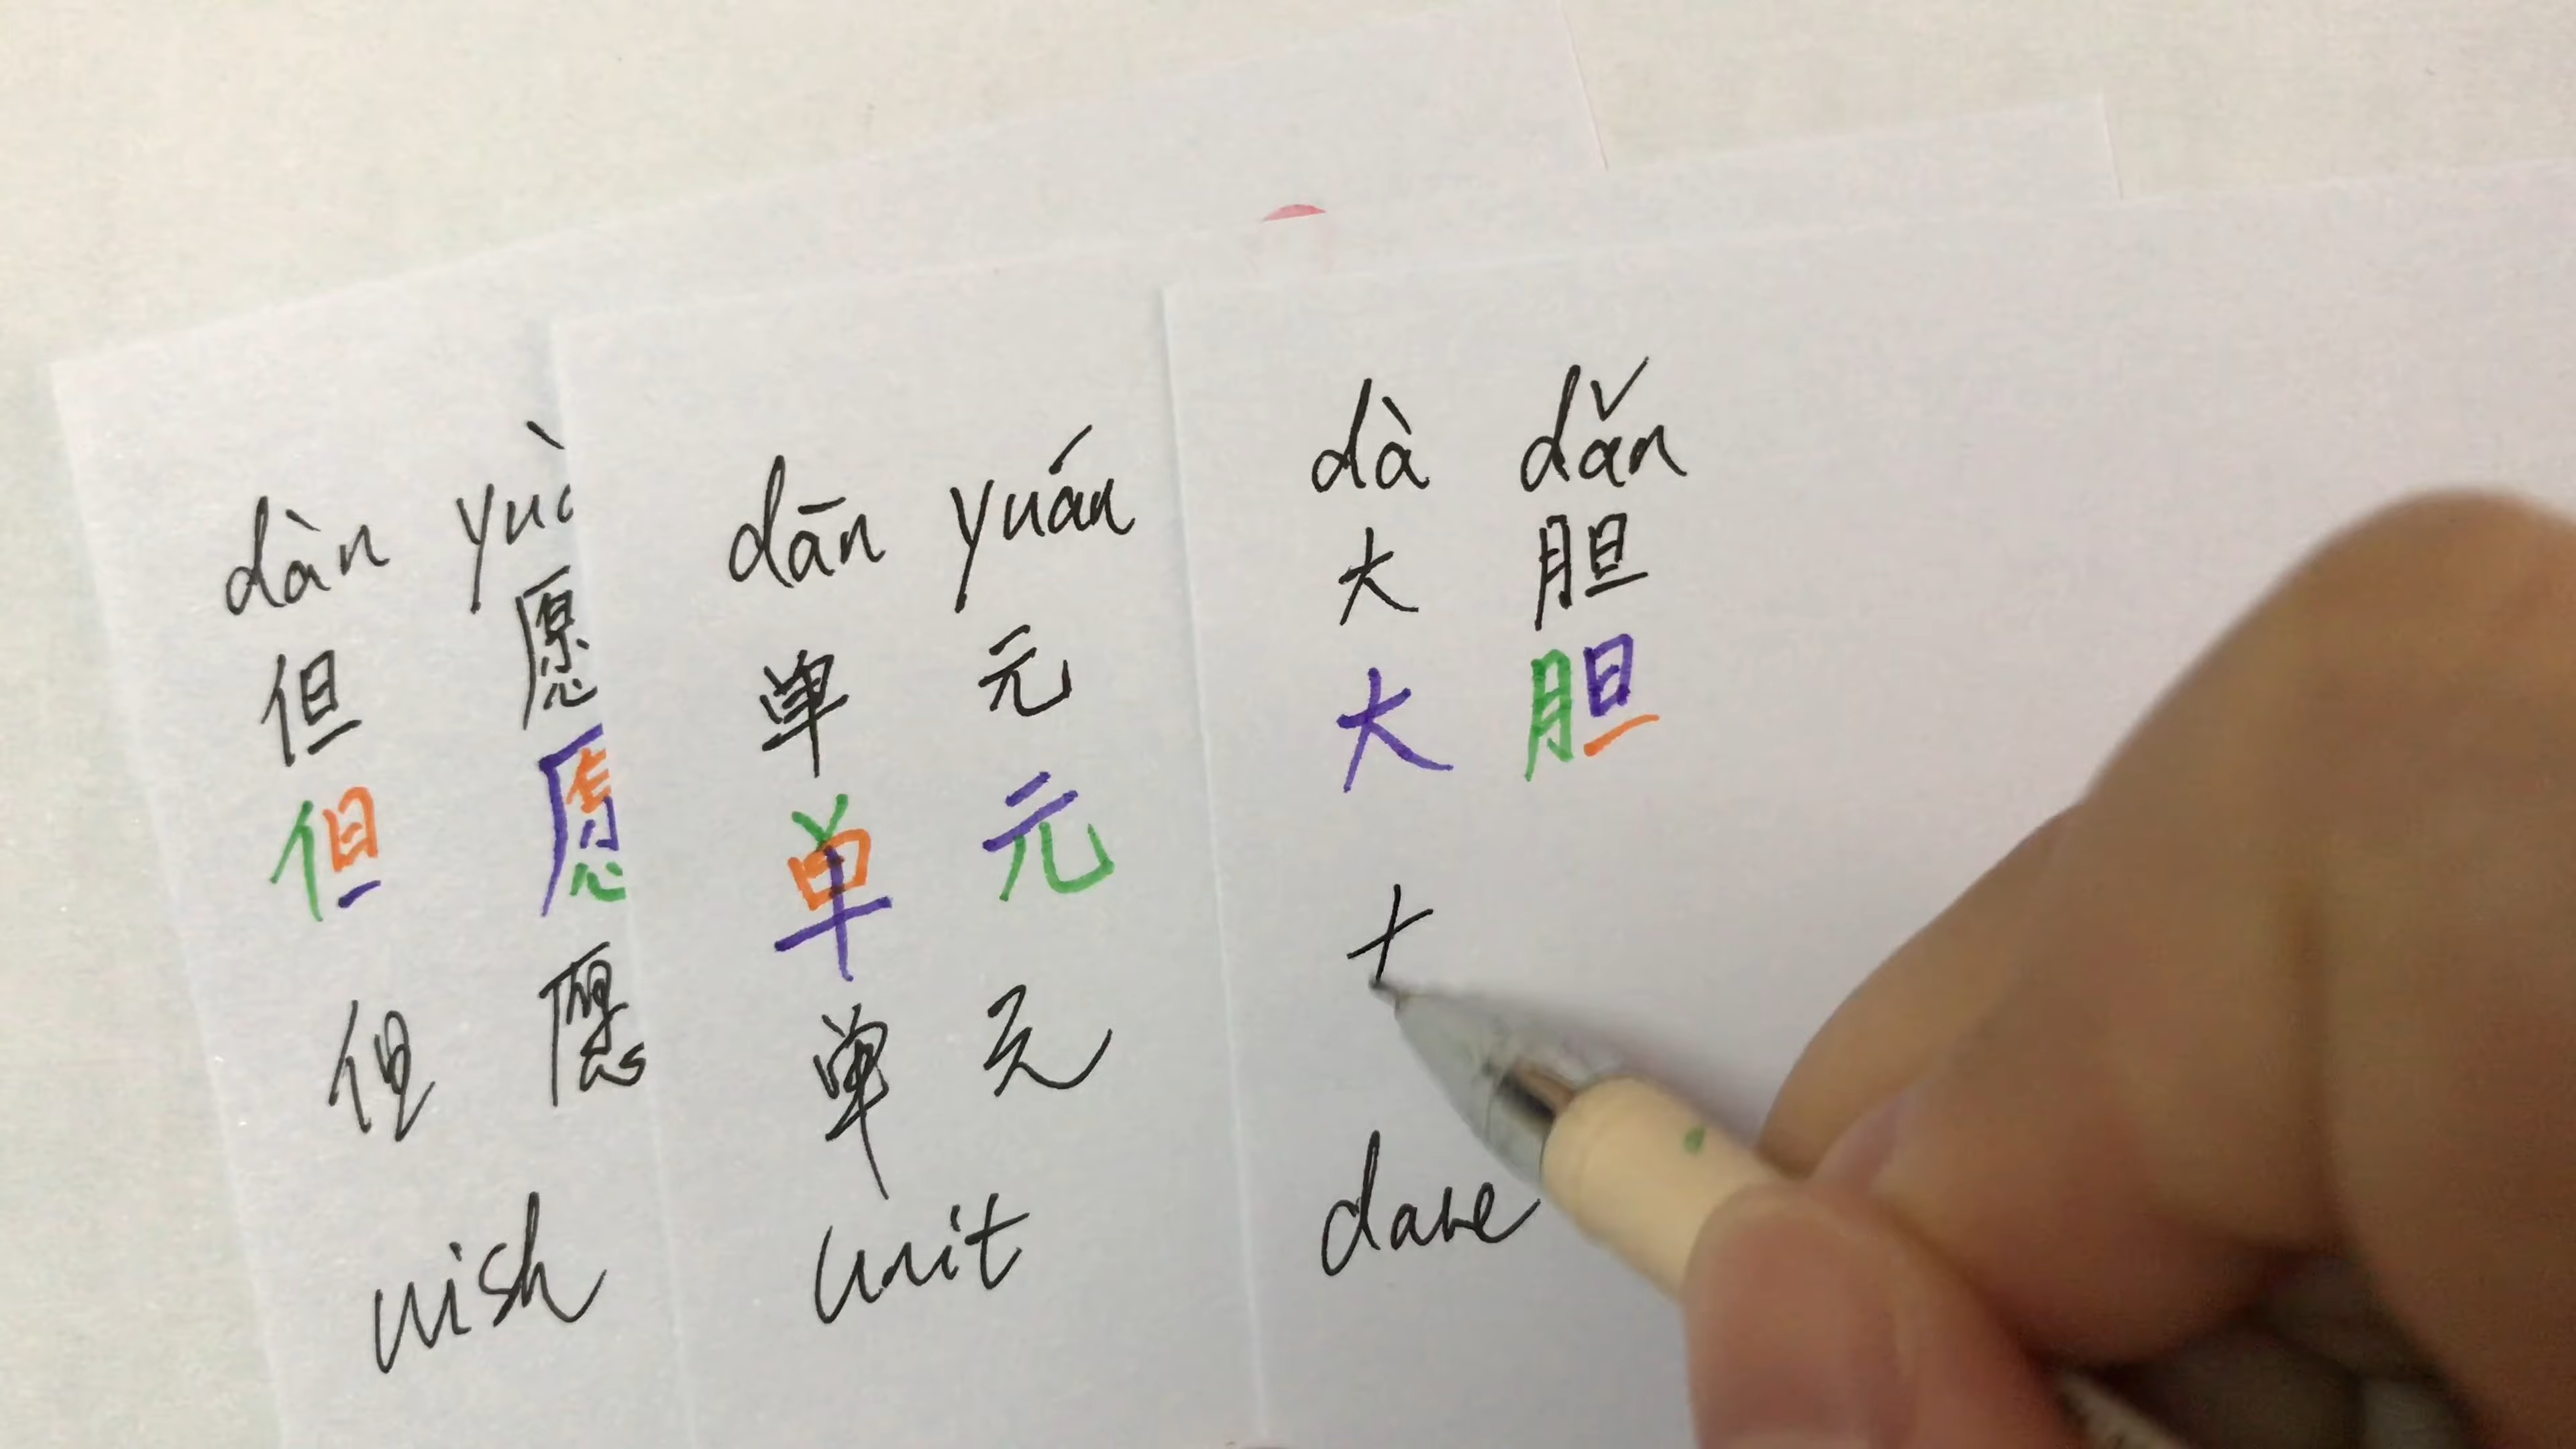 dàn yuà
但 愿
但 愿
但 愿
wish
dān yuán
单 元
单 元
单 元
unit
dà dǎn
大 胆
大 胆
dare